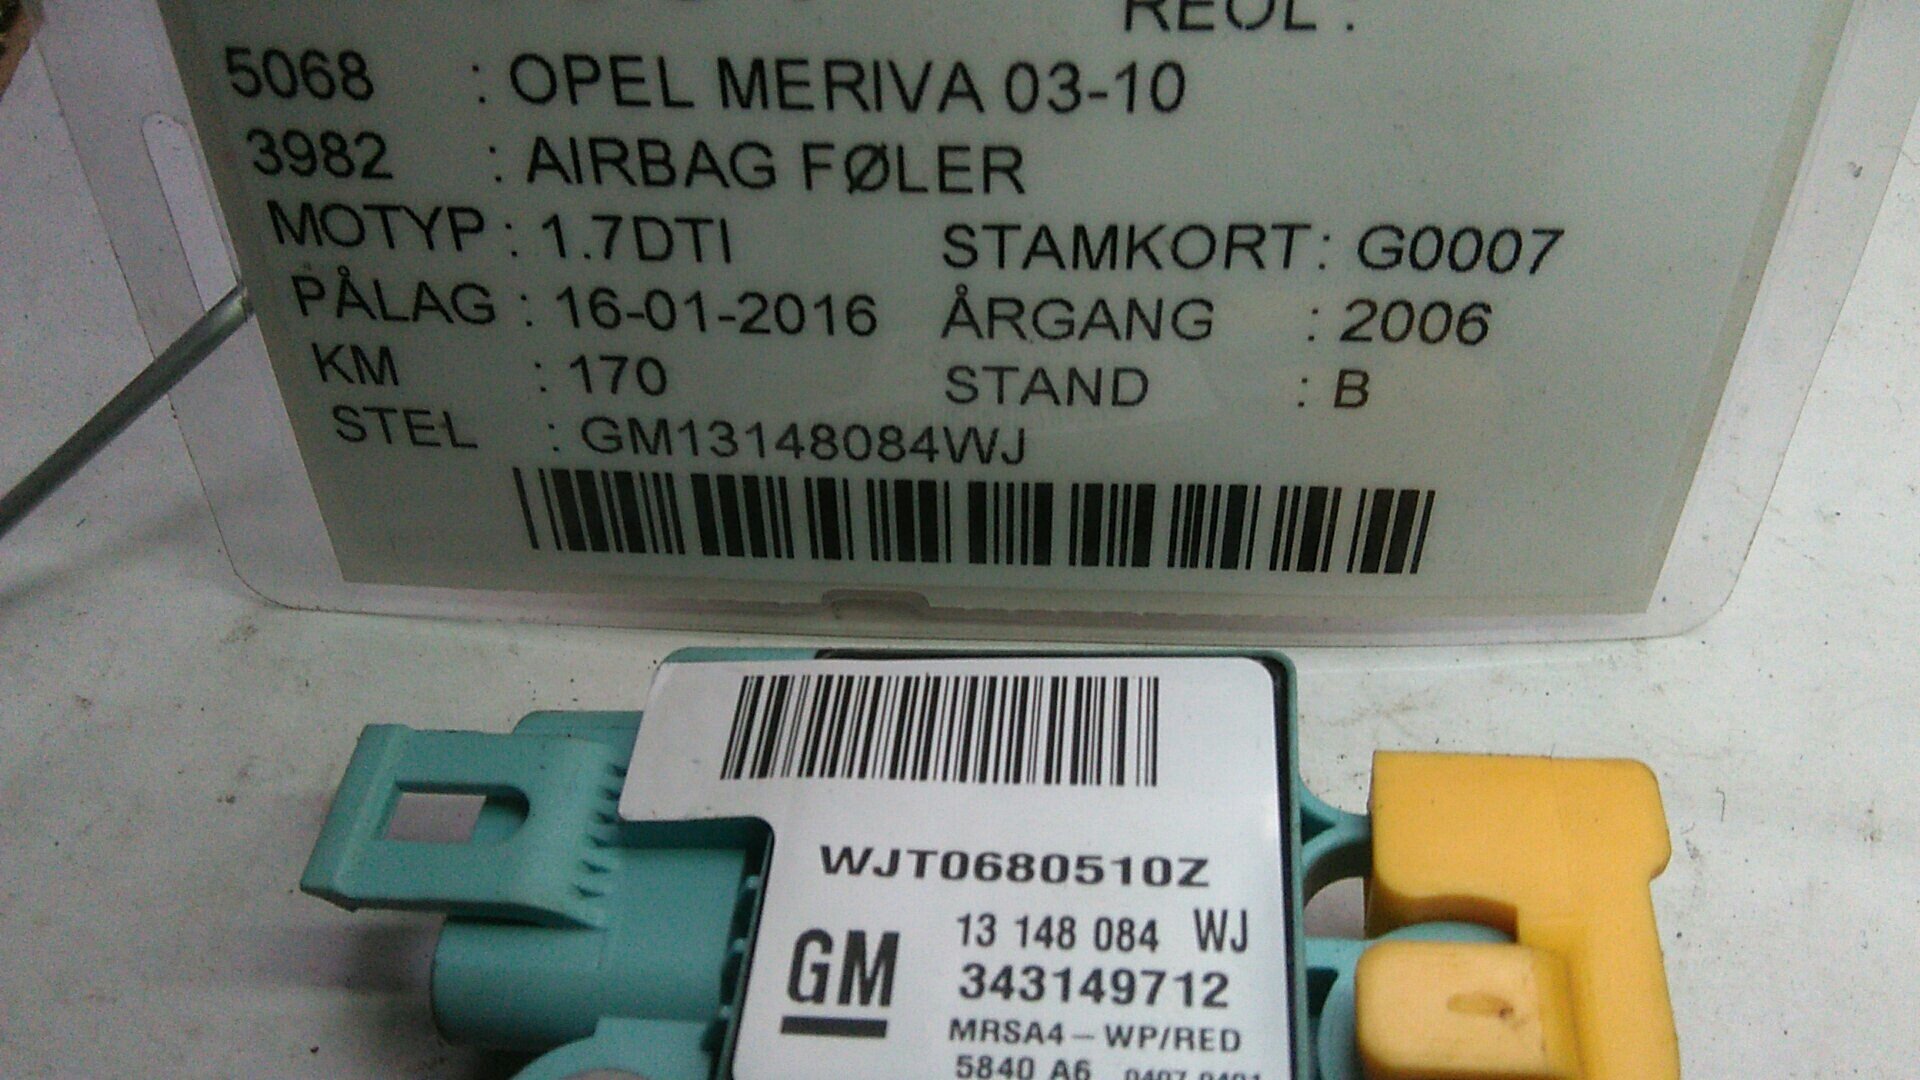 REOL :
5068 : OPEL MERIVA 03-10
3982 : AIRBAG FØLER
MOTYP : 1.7DTI STAMKORT : G0007
PÅLAG : 16-01-2016 ÅRGANG : 2006
KM : 170 STAND : B
STEL : GM13148084WJ
WJT0680510Z
13 148 084 WJ
GM 343149712
MRSA4-WP/RED
5840 A6